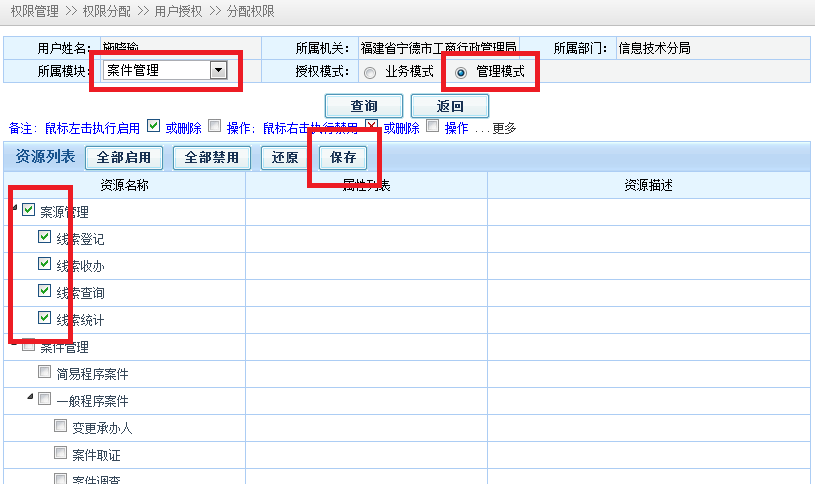 权限管理 >> 权限分配 >> 用户授权 >> 分配权限
用户姓名： 施晓瑜 所属机关： 福建省宁德市工商行政管理局 所属部门： 信息技术分局
所属模块： 案件管理 授权模式： 业务模式 管理模式
查询 返回
备注: 鼠标左击执行启用 或删除 操作; 鼠标右击执行禁用 或删除 操作 ...更多
资源列表 全部启用 全部禁用 还原 保存
资源名称 属性列表 资源描述
案源管理
线索登记
线索收办
线索查询
线索统计
案件管理
简易程序案件
一般程序案件
变更承办人
案件取证
案件调查